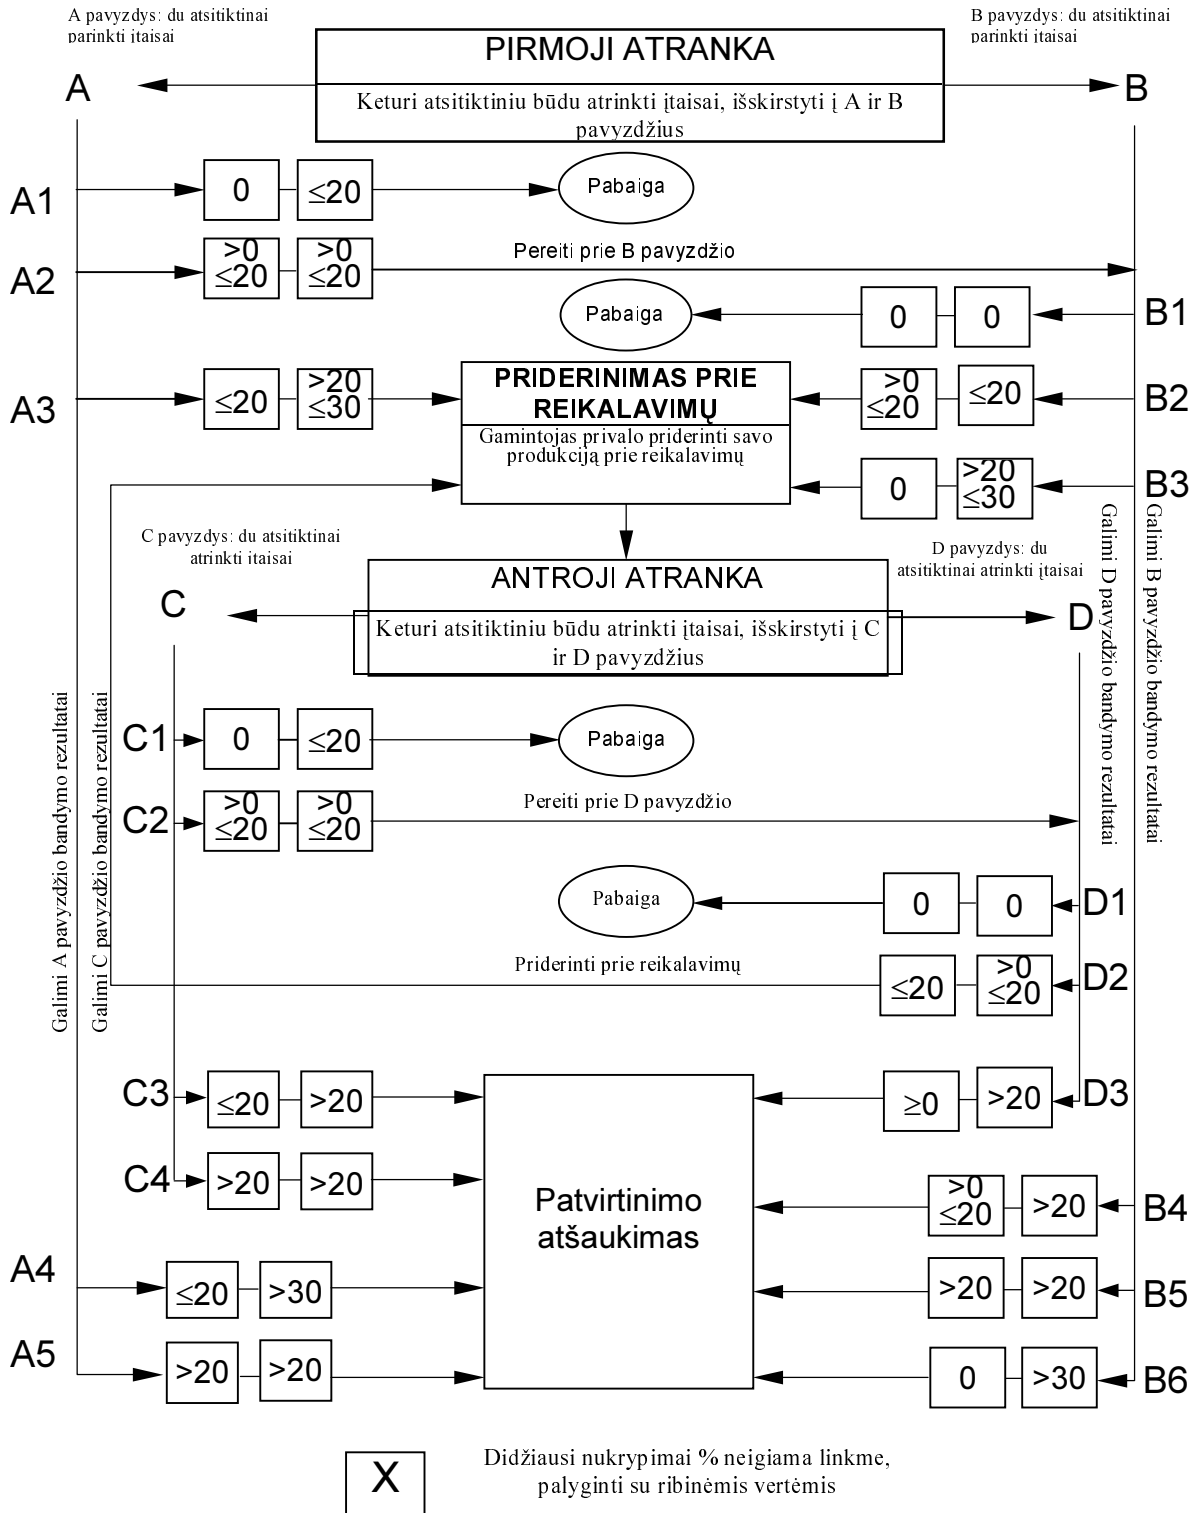 A pavyzdys: du atsitiktinai
parinkti įtaisai
B pavyzdys: du atsitiktinai
parinkti įtaisai
PIRMOJI ATRANKA
A
B
Keturi atsitiktiniu būdu atrinkti įtaisai, išskirstyti į A ir B
pavyzdžius
A1
0
≤20
Pabaiga
A2
>0
≤20
>0
≤20
Pereiti prie B pavyzdžio
Pabaiga
0
0
B1
A3
≤20
>20
≤30
PRIDERINIMAS PRIE
REIKALAVIMŲ
Gamintojas privalo priderinti savo
produkciją prie reikalavimų
>0
≤20
≤20
B2
0
>20
≤30
B3
C pavyzdys: du atsitiktinai
atrinkti itaisai
D pavyzdys: du
atsitiktinai atrinkti įtaisai
ANTROJI ATRANKA
C
D
Keturi atsitiktiniu būdu atrinkti įtaisai, išskirstyti į C
ir D pavyzdžius
Galimi A pavyzdžio bandymo rezultatai
Galimi C pavyzdžio bandymo rezultatai
Galimi D pavyzdžio bandymo rezultatai
Galimi B pavyzdžio bandymo rezultatai
C1
0
≤20
Pabaiga
C2
>0
≤20
>0
≤20
Pereiti prie D pavyzdžio
Pabaiga
0
0
D1
Priderinti prie reikalavimų
≤20
>0
≤20
D2
C3
≤20
>20
≥0
>20
D3
C4
>20
>20
Patvirtinimo
atšaukimas
>0
≤20
>20
B4
A4
≤20
>30
>20
>20
B5
A5
>20
>20
0
>30
B6
X
Didžiausi nukrypimai % neigiama linkme,
palyginti su ribinėmis vertėmis